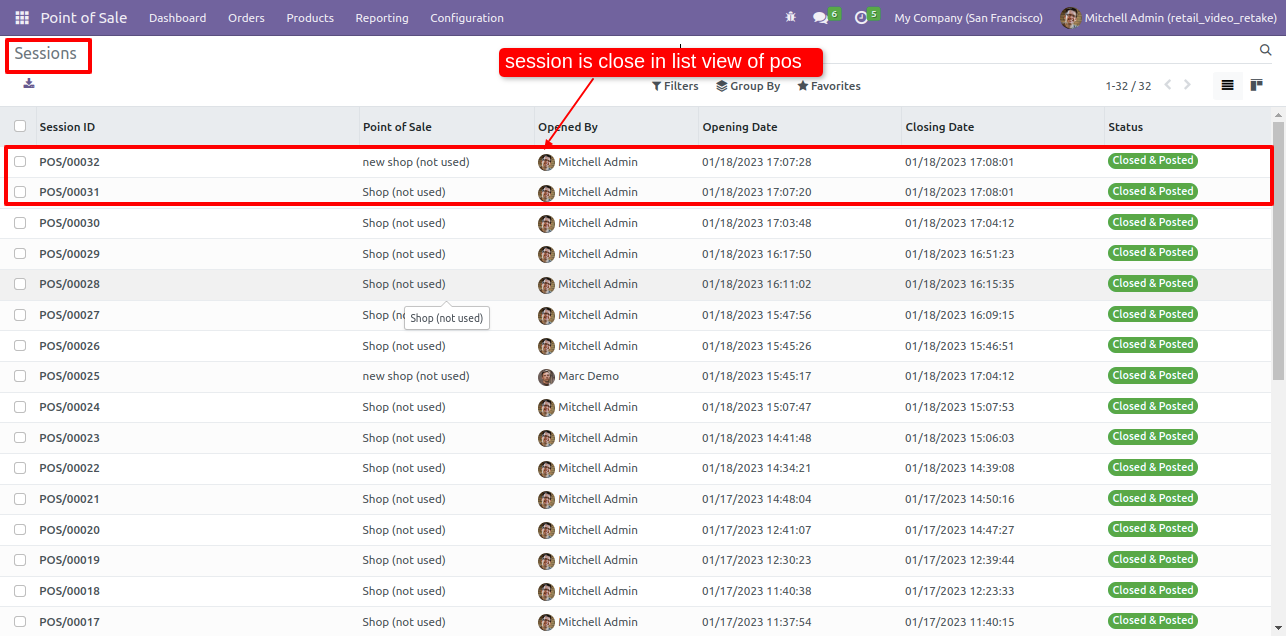 Point of Sale Dashboard Orders Products Reporting Configuration 6 5 My Company (San Francisco) Mitchell Admin (retail_video_retake)
Sessions
session is close in list view of pos
Filters Group By Favorites 1-32 / 32
Session ID Point of Sale Opened By Opening Date Closing Date Status
POS/00032 new shop (not used) Mitchell Admin 01/18/2023 17:07:28 01/18/2023 17:08:01 Closed & Posted
POS/00031 Shop (not used) Mitchell Admin 01/18/2023 17:07:20 01/18/2023 17:08:01 Closed & Posted
POS/00030 Shop (not used) Mitchell Admin 01/18/2023 17:03:48 01/18/2023 17:04:12 Closed & Posted
POS/00029 Shop (not used) Mitchell Admin 01/18/2023 16:17:50 01/18/2023 16:51:23 Closed & Posted
POS/00028 Shop (not used) Mitchell Admin 01/18/2023 16:11:02 01/18/2023 16:15:35 Closed & Posted
POS/00027 Shop Mitchell Admin 01/18/2023 15:47:56 01/18/2023 16:09:15 Closed & Posted
Shop (not used)
POS/00026 Shop (not used) Mitchell Admin 01/18/2023 15:45:26 01/18/2023 15:46:51 Closed & Posted
POS/00025 new shop (not used) Marc Demo 01/18/2023 15:45:17 01/18/2023 17:04:12 Closed & Posted
POS/00024 Shop (not used) Mitchell Admin 01/18/2023 15:07:47 01/18/2023 15:07:53 Closed & Posted
POS/00023 Shop (not used) Mitchell Admin 01/18/2023 14:41:48 01/18/2023 15:06:03 Closed & Posted
POS/00022 Shop (not used) Mitchell Admin 01/18/2023 14:34:21 01/18/2023 14:39:08 Closed & Posted
POS/00021 Shop (not used) Mitchell Admin 01/17/2023 14:48:04 01/17/2023 14:50:16 Closed & Posted
POS/00020 Shop (not used) Mitchell Admin 01/17/2023 12:41:07 01/17/2023 14:47:27 Closed & Posted
POS/00019 Shop (not used) Mitchell Admin 01/17/2023 12:30:23 01/17/2023 12:39:44 Closed & Posted
POS/00018 Shop (not used) Mitchell Admin 01/17/2023 11:40:38 01/17/2023 12:23:33 Closed & Posted
POS/00017 Shop (not used) Mitchell Admin 01/17/2023 11:37:54 01/17/2023 11:40:15 Closed & Posted